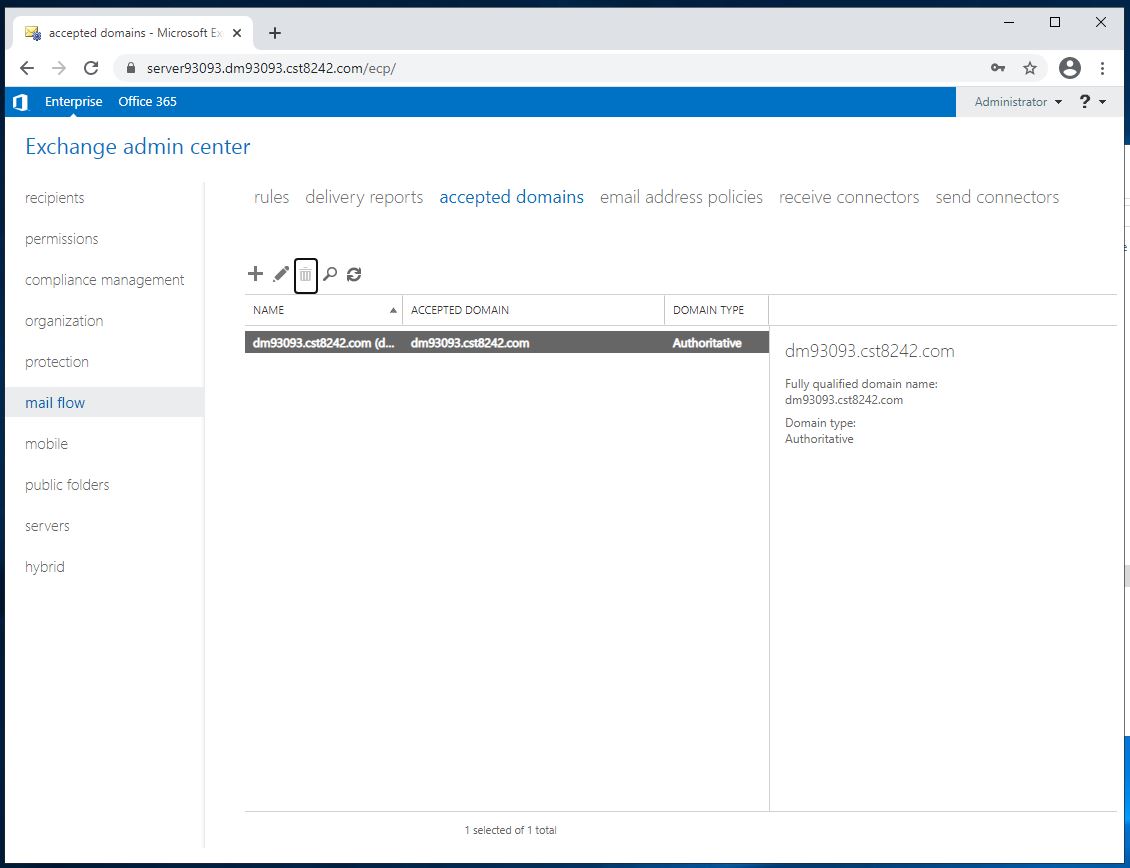 accepted domains - Microsoft Ex
server93093.dm93093.cst8242.com/ecp/
Enterprise Office 365 Administrator ?
Exchange admin center
recipients
permissions
compliance management
organization
protection
mail flow
mobile
public folders
servers
hybrid
rules delivery reports accepted domains email address policies receive connectors send connectors
NAME ACCEPTED DOMAIN DOMAIN TYPE
dm93093.cst8242.com (d... dm93093.cst8242.com Authoritative
dm93093.cst8242.com
Fully qualified domain name:
dm93093.cst8242.com
Domain type:
Authoritative
1 selected of 1 total